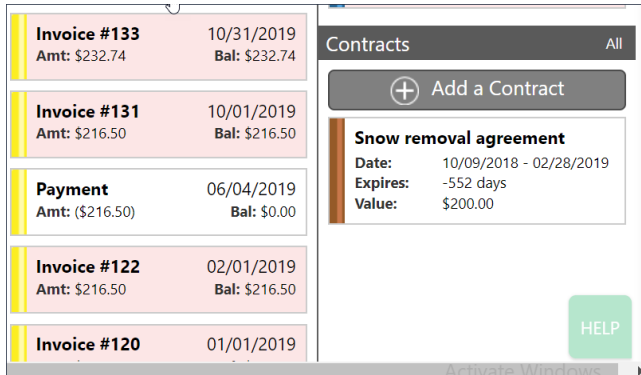 Invoice #133 10/31/2019
Amt: $232.74 Bal: $232.74
Invoice #131 10/01/2019
Amt: $216.50 Bal: $216.50
Payment 06/04/2019
Amt: ($216.50) Bal: $0.00
Invoice #122 02/01/2019
Amt: $216.50 Bal: $216.50
Invoice #120 01/01/2019
Contracts All
Add a Contract
Snow removal agreement
Date: 10/09/2018 - 02/28/2019
Expires: -552 days
Value: $200.00
HELP
Activate Windows